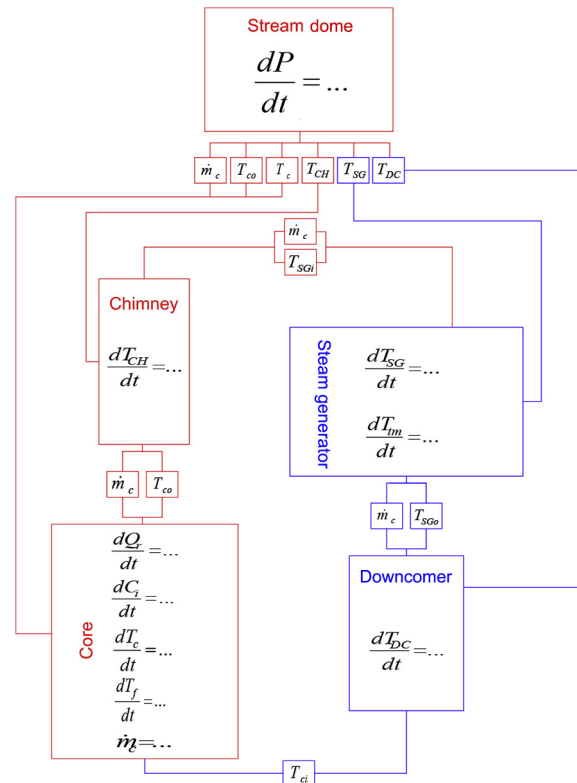 Stream dome
dP/dt = ...
ṁ_c T_co T_c T_CH T_SG T_DC
ṁ_c
T_SGi
Chimney
dT_CH/dt = ...
Steam generator
dT_SG/dt = ...
dT_tm/dt = ...
ṁ_c T_co
ṁ_c T_SGo
Core
dQ_r/dt = ...
dC_i/dt = ...
dT_c/dt = ...
dT_f/dt = ...
ṁ_c = ...
Downcomer
dT_DC/dt = ...
T_ci